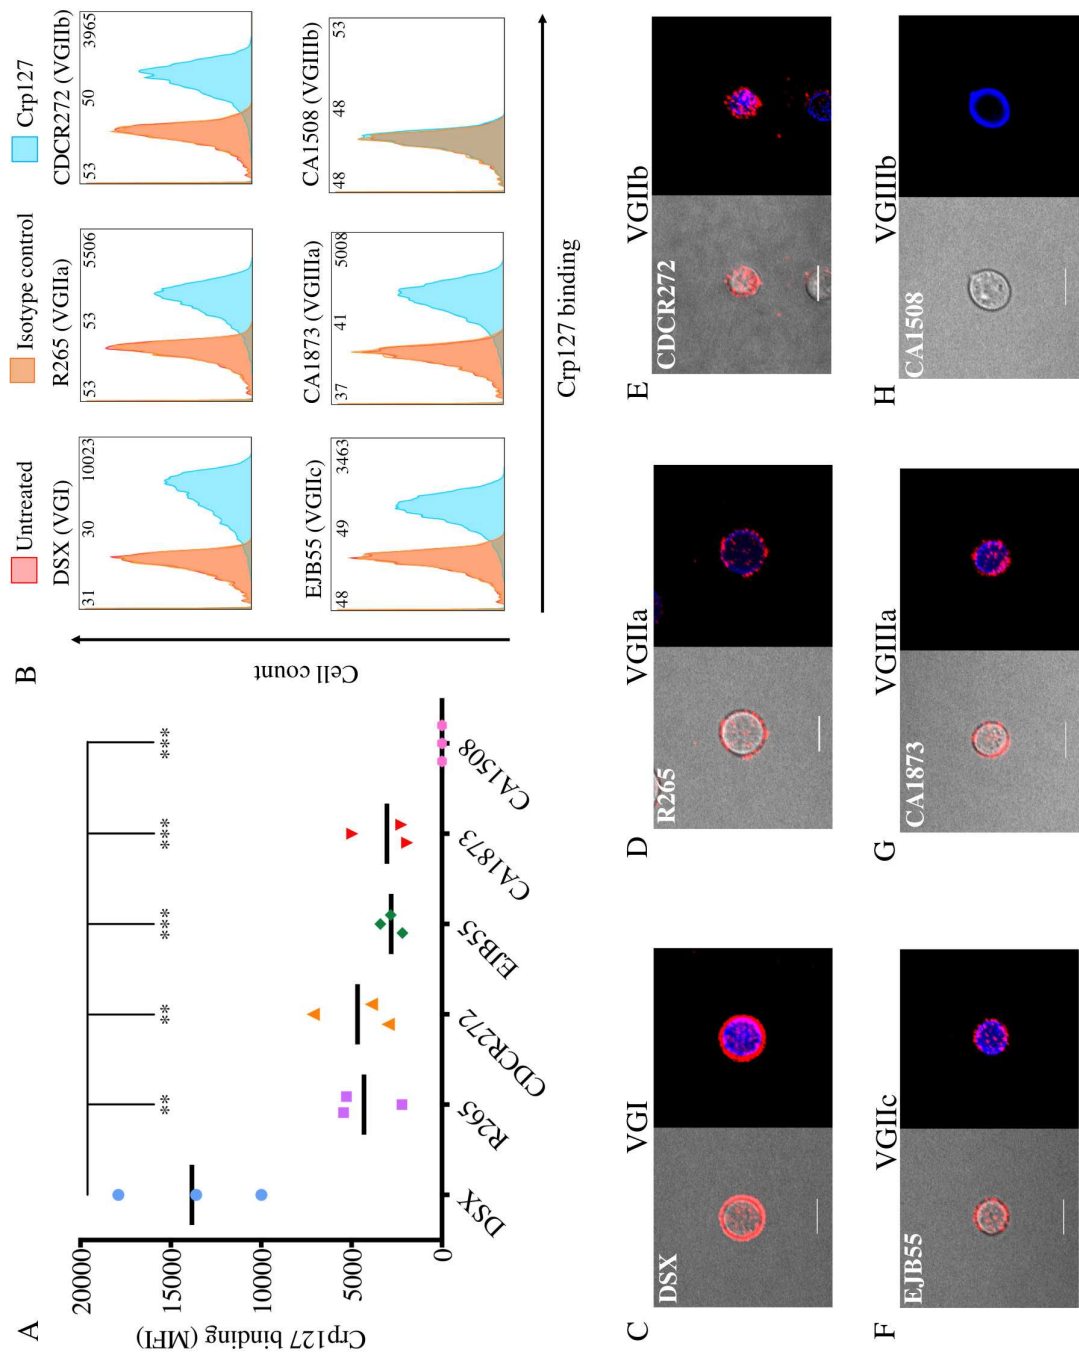 A
Crp127 binding (MFI)
20000
15000
10000
5000
0
DSX
R265
CDCR272
EJB55
CA1873
CA1508
**
**
***
***
***
B
Untreated
Isotype control
Crp127
DSX (VGI)
R265 (VGIIa)
CDCR272 (VGIIb)
31 30 10023
53 53 5506
53 50 3965
EJB55 (VGIIc)
CA1873 (VGIIIa)
CA1508 (VGIIIb)
48 49 3463
37 41 5008
48 48 53
Cell count
Crp127 binding
C
VGI
DSX
D
VGIIa
R265
E
VGIIb
CDCR272
F
VGIIc
EJB55
G
VGIIIa
CA1873
H
VGIIIb
CA1508